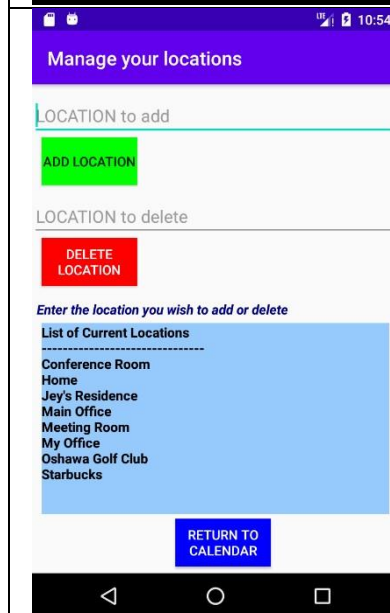 LTE 10:54
Manage your locations
LOCATION to add
ADD LOCATION
LOCATION to delete
DELETE
LOCATION
Enter the location you wish to add or delete
List of Current Locations
-------------------------------
Conference Room
Home
Jey's Residence
Main Office
Meeting Room
My Office
Oshawa Golf Club
Starbucks
RETURN TO
CALENDAR